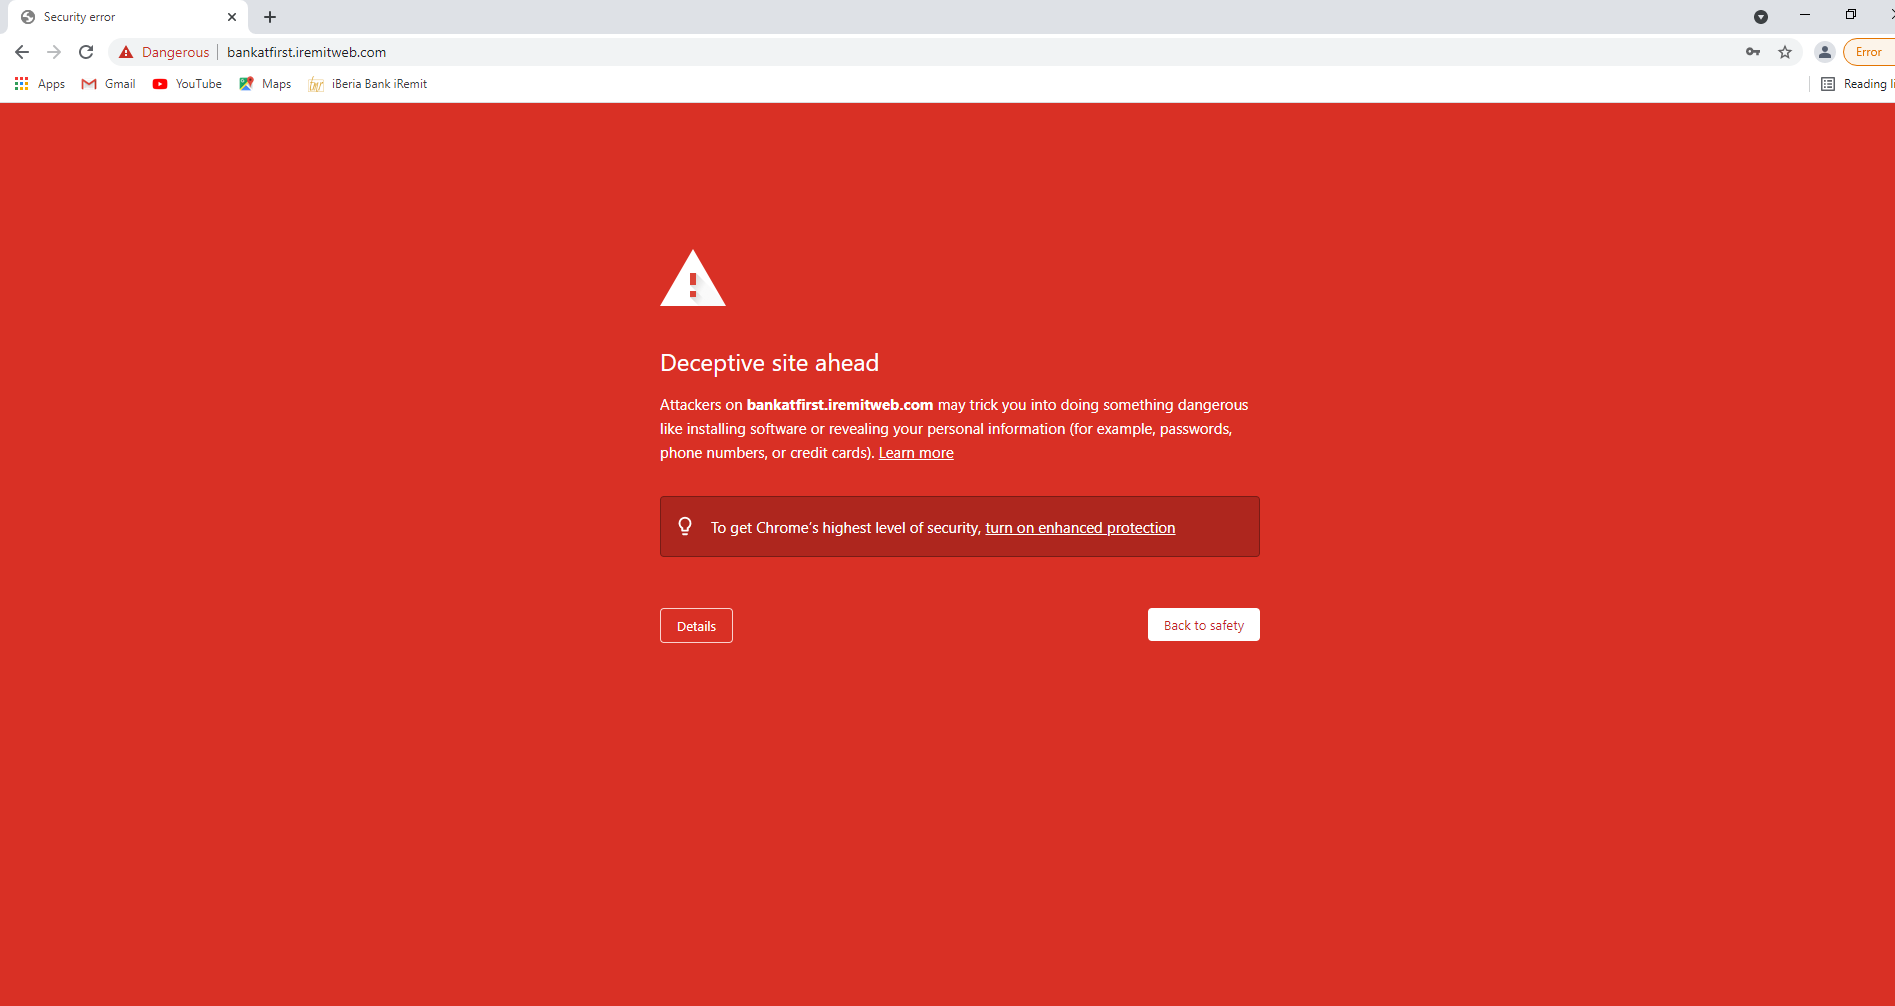 Security error
Dangerous bankatfirst.iremitweb.com
Error
Apps Gmail YouTube Maps iBeria Bank iRemit
Reading li
Deceptive site ahead
Attackers on bankatfirst.iremitweb.com may trick you into doing something dangerous
like installing software or revealing your personal information (for example, passwords,
phone numbers, or credit cards). Learn more
To get Chrome’s highest level of security, turn on enhanced protection
Details
Back to safety